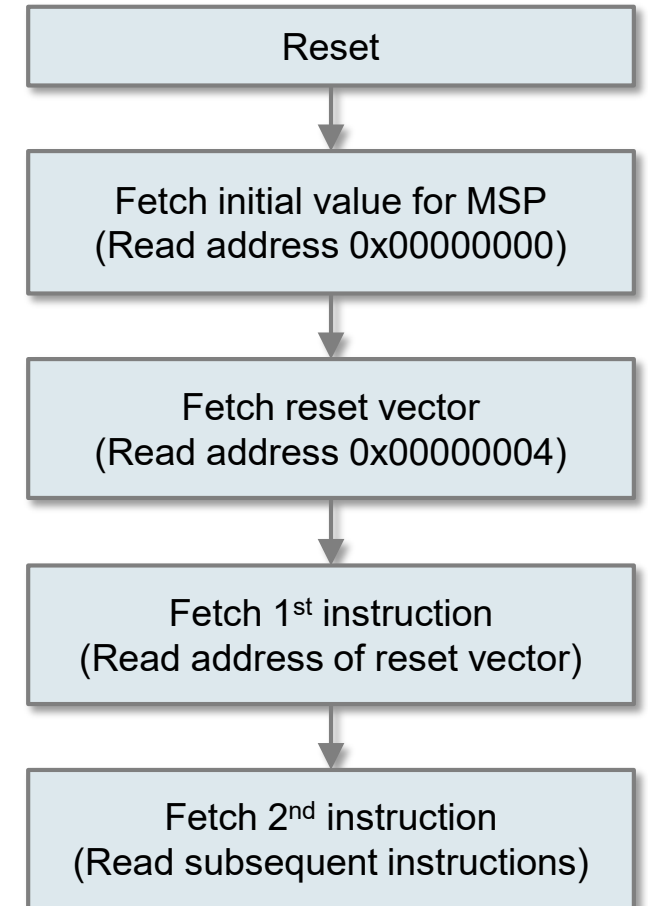 Reset
Fetch initial value for MSP
(Read address 0x00000000)
Fetch reset vector
(Read address 0x00000004)
Fetch 1st instruction
(Read address of reset vector)
Fetch 2nd instruction
(Read subsequent instructions)